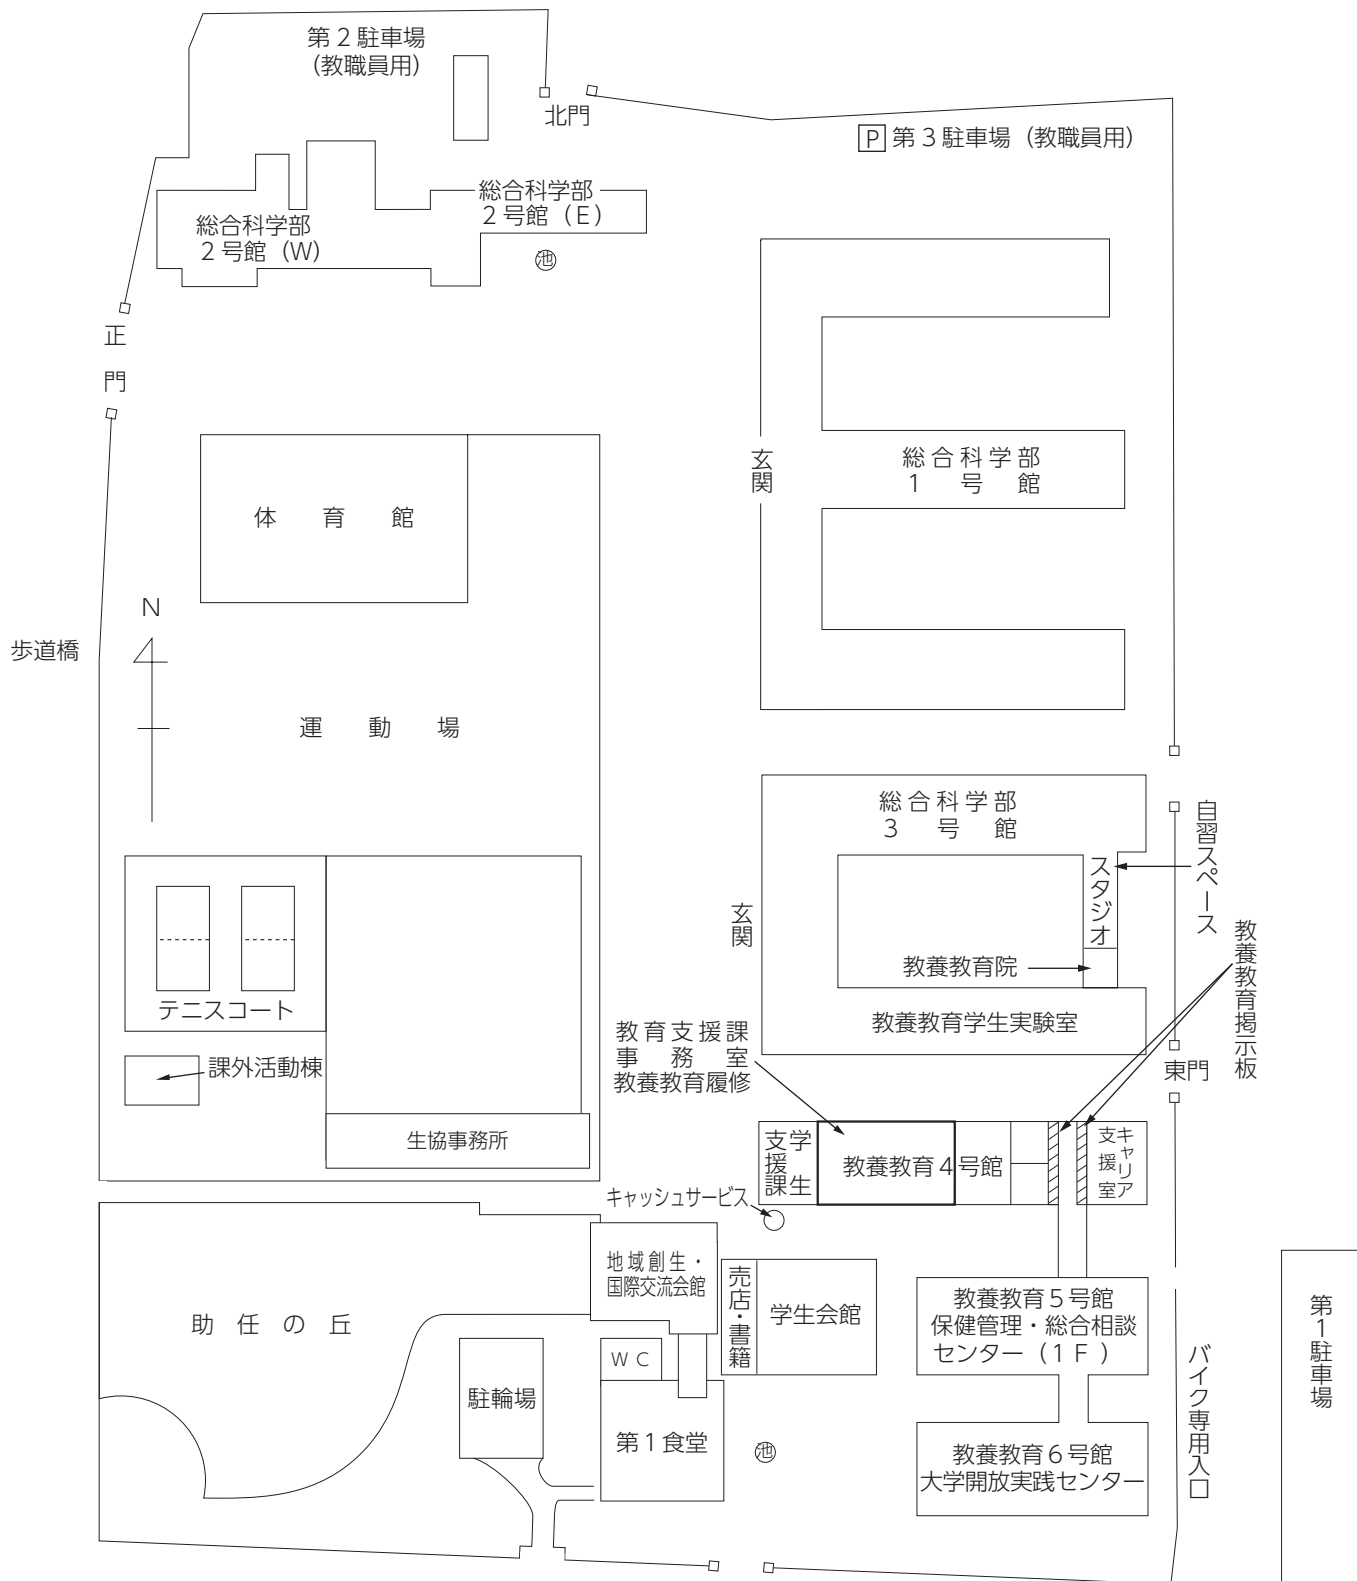 第2駐車場
(教職員用)
北門
P 第3駐車場(教職員用)
総合科学部
2号館(E)
総合科学部
2号館(W)
池
正門
玄関
総合科学部
1号館
体育館
N
歩道橋
運動場
総合科学部
3号館
自習スペース
スタジオ
玄関
教養教育院
教養教育掲示板
教養教育学生実験室
テニスコート
教育支援課
事務室
教養教育履修
課外活動棟
東門
生協事務所
学生
支援課
教養教育4号館
キャリア
支援室
キャッシュサービス
地域創生・
国際交流会館
売店・書籍
学生会館
教養教育5号館
保健管理・総合相談
センター(1F)
第1駐車場
助任の丘
WC
バイク専用入口
駐輪場
第1食堂
池
教養教育6号館
大学開放実践センター